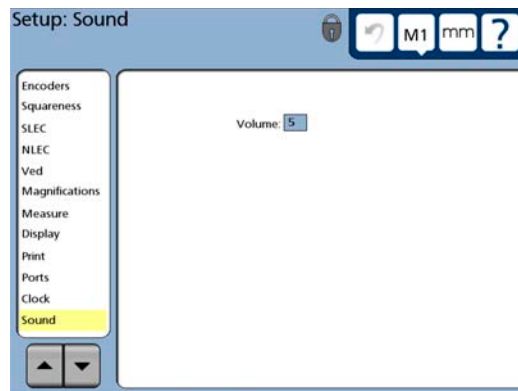 Setup: Sound
M1
mm
?
Encoders
Squareness
SLEC
NLEC
Ved
Magnifications
Measure
Display
Print
Ports
Clock
Sound
Volume: 5